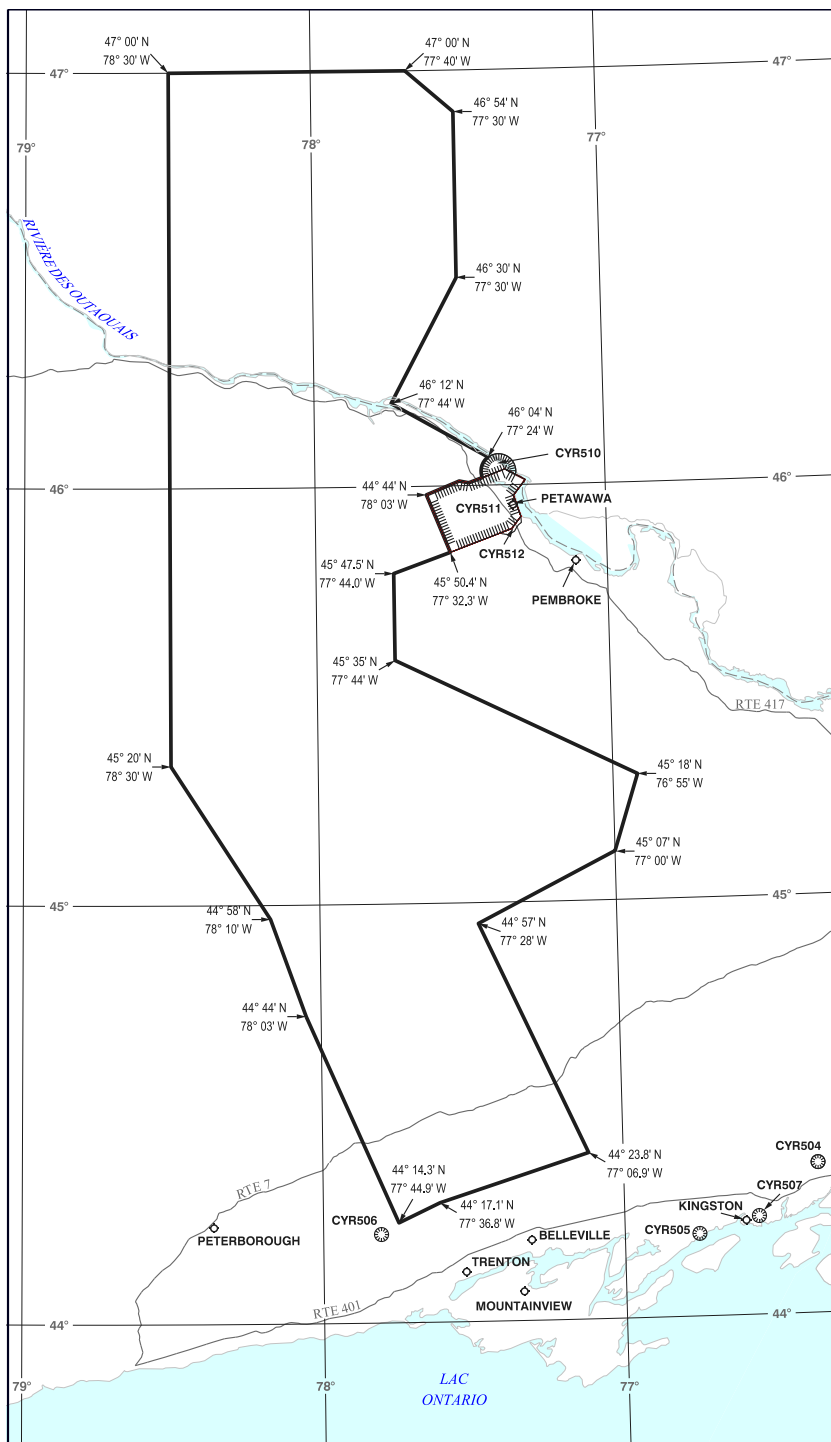 47° 00' N
78° 30' W
47° 00' N
77° 40' W
47°
47°
46° 54' N
77° 30' W
79°
78°
77°
RIVIÈRE DES OUTAOUAIS
46° 30' N
77° 30' W
46° 12' N
77° 44' W
46° 04' N
77° 24' W
CYR510
44° 44' N
78° 03' W
46°
46°
PETAWAWA
CYR511
CYR512
45° 47.5' N
77° 44.0' W
45° 50.4' N
77° 32.3' W
PEMBROKE
45° 35' N
77° 44' W
RTE 417
45° 20' N
78° 30' W
45° 18' N
76° 55' W
45° 07' N
77° 00' W
45°
45°
44° 58' N
78° 10' W
44° 57' N
77° 28' W
44° 44' N
78° 03' W
44° 23.8' N
77° 06.9' W
CYR504
44° 14.3' N
77° 44.9' W
RTE 7
44° 17.1' N
77° 36.8' W
CYR507
KINGSTON
CYR506
CYR505
PETERBOROUGH
BELLEVILLE
TRENTON
MOUNTAINVIEW
RTE 401
44°
44°
79°
78°
77°
LAC
ONTARIO